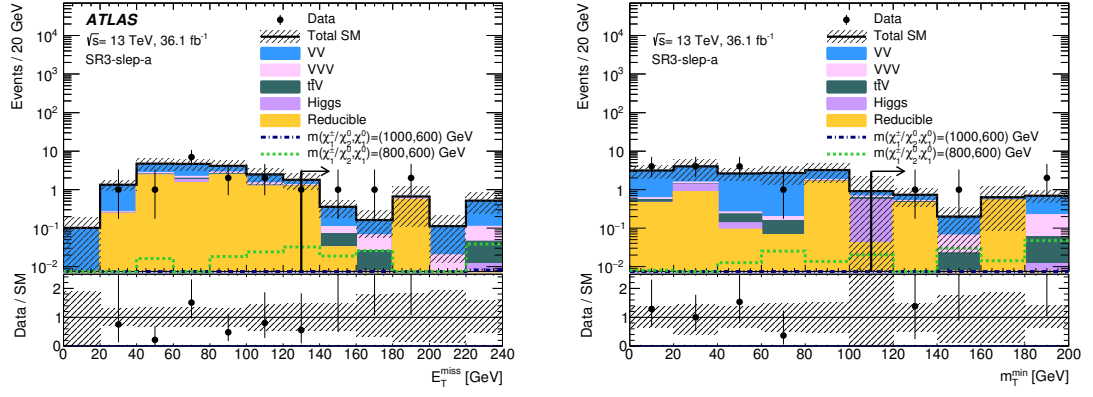 ATLAS
√s= 13 TeV, 36.1 fb⁻¹
SR3-slep-a
Data
Total SM
VV
VVV
tt̄V
Higgs
Reducible
m(χ̃₁±/χ̃₂⁰,χ̃₁⁰)=(1000,600) GeV
m(χ̃₁±/χ̃₂⁰,χ̃₁⁰)=(800,600) GeV
Events / 20 GeV
10⁴
10³
10²
10
1
10⁻¹
10⁻²
Data / SM
2
1
0
0 20 40 60 80 100 120 140 160 180 200 220 240
E_T^miss [GeV]
√s= 13 TeV, 36.1 fb⁻¹
SR3-slep-a
Data
Total SM
VV
VVV
tt̄V
Higgs
Reducible
m(χ̃₁±/χ̃₂⁰,χ̃₁⁰)=(1000,600) GeV
m(χ̃₁±/χ̃₂⁰,χ̃₁⁰)=(800,600) GeV
Events / 20 GeV
10⁴
10³
10²
10
1
10⁻¹
10⁻²
Data / SM
2
1
0
0 20 40 60 80 100 120 140 160 180 200
m_T^min [GeV]